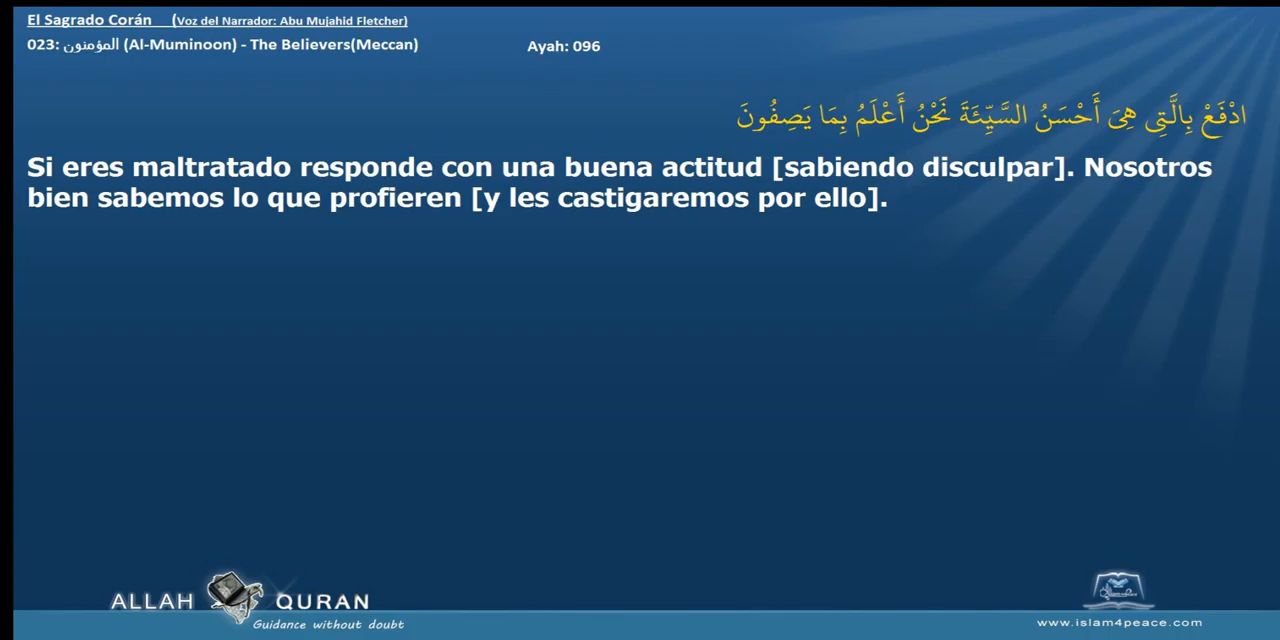 El Sagrado Corán (Voz del Narrador: Abu Mujahid Fletcher)
023: المؤمنون (Al-Muminoon) - The Believers(Meccan) Ayah: 096
ادْفَعْ بِالَّتِى هِىَ أَحْسَنُ السَّيِّئَةَ نَحْنُ أَعْلَمُ بِمَا يَصِفُونَ
Si eres maltratado responde con una buena actitud [sabiendo disculpar]. Nosotros
bien sabemos lo que profieren [y les castigaremos por ello].
ALLAH QURAN
Guidance without doubt
www.islam4peace.com